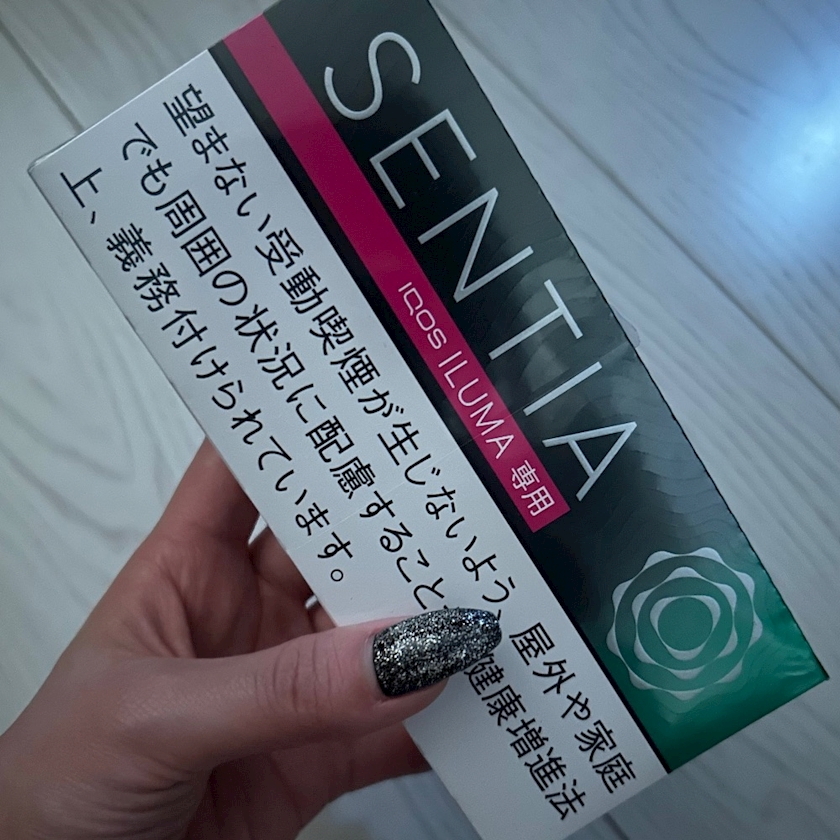 SENTIA
IQOS ILUMA 専用
望まない受動喫煙が生じないよう、屋外や家庭
でも周囲の状況に配慮すること 健康増進法
上、義務付けられています。